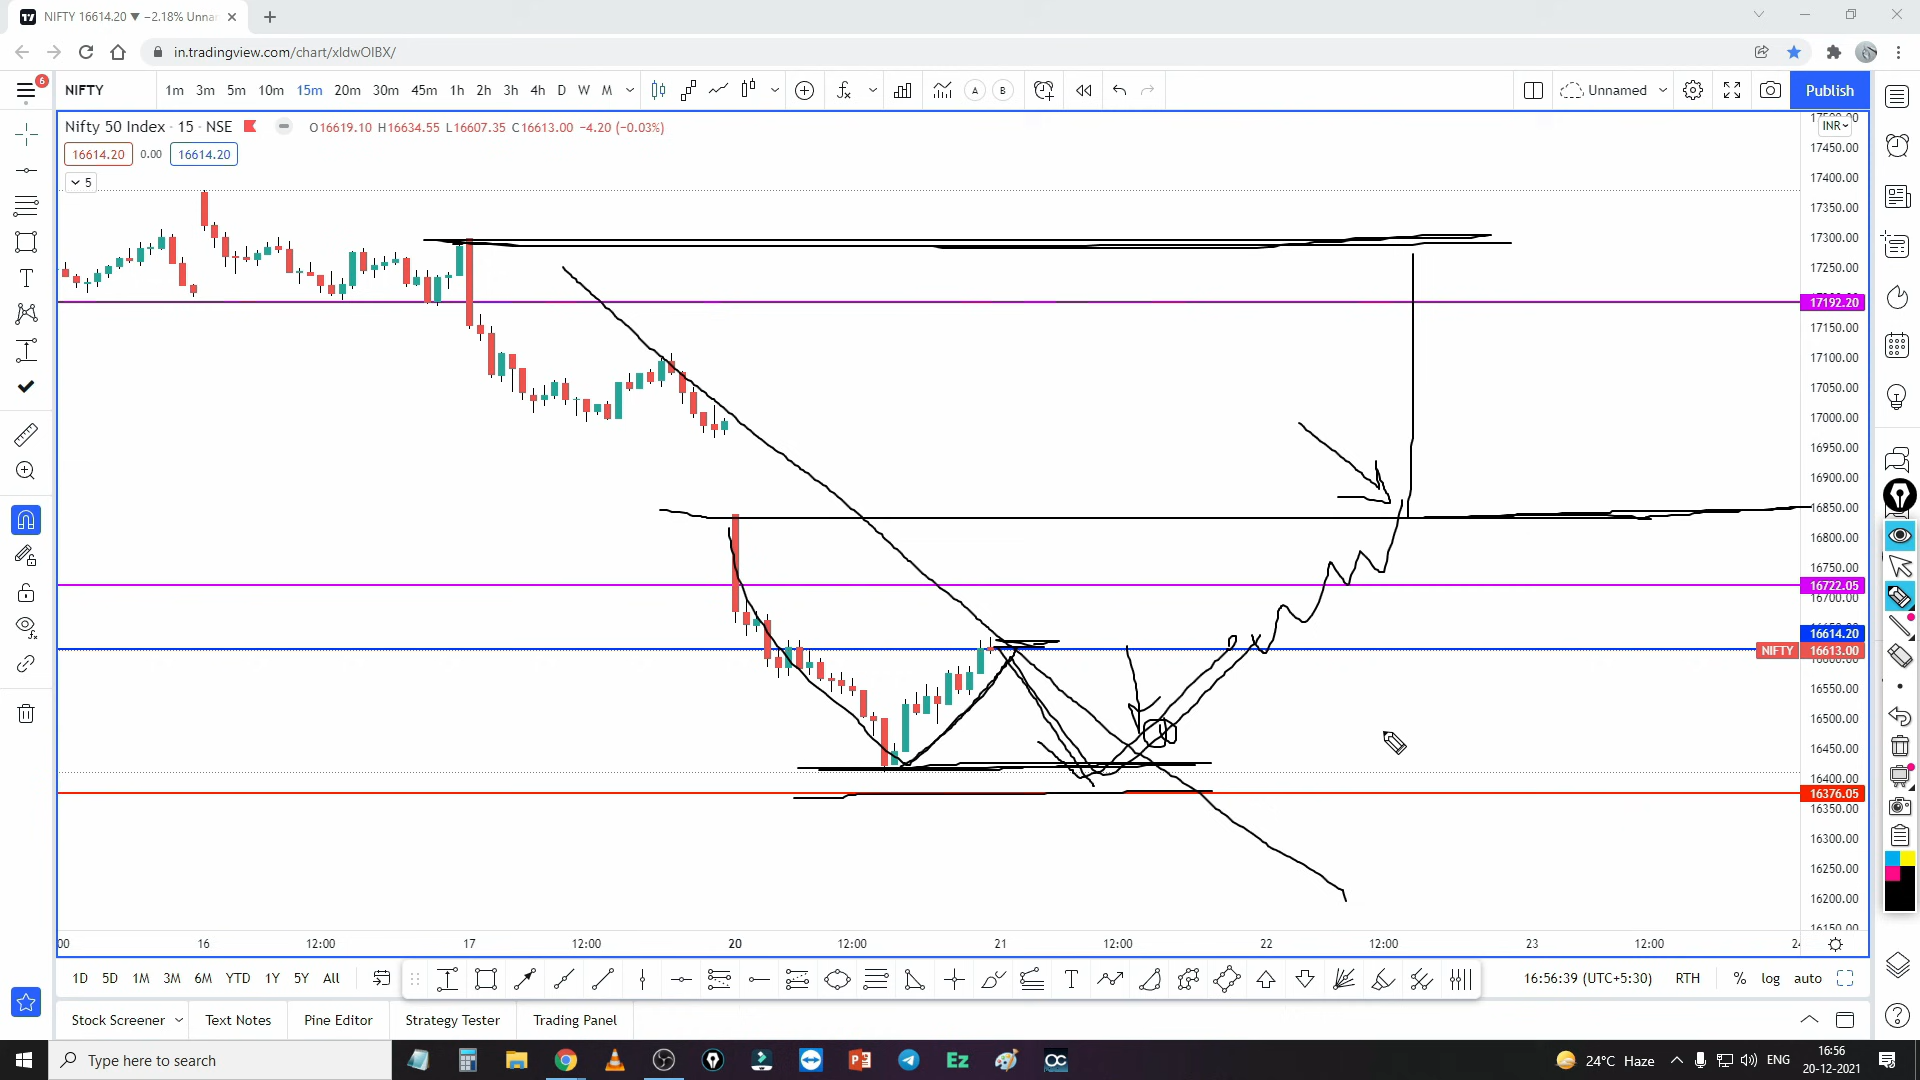 NIFTY 16614.20 ▼ −2.18% Unna
in.tradingview.com/chart/xIdwOIBX/
6
NIFTY 1m 3m 5m 10m 15m 20m 30m 45m 1h 2h 3h 4h D W M A B Unnamed Publish
Nifty 50 Index · 15 · NSE O16619.10 H16634.55 L16607.35 C16613.00 −4.20 (−0.03%)
16614.20 0.00 16614.20
5
INR
17450.00
17400.00
17350.00
17300.00
17250.00
17192.20
17150.00
17100.00
17050.00
17000.00
16950.00
16900.00
16850.00
16800.00
16750.00
16722.05
16700.00
16614.20
NIFTY 16613.00
16550.00
16500.00
16450.00
16400.00
16376.05
16350.00
16300.00
16250.00
16200.00
16150.00
:00 16 12:00 17 12:00 20 12:00 21 12:00 22 12:00 23 12:00
1D 5D 1M 3M 6M YTD 1Y 5Y All 16:56:39 (UTC+5:30) RTH % log auto
Stock Screener Text Notes Pine Editor Strategy Tester Trading Panel
Type here to search Ez 24°C Haze ENG 16:56
20-12-2021